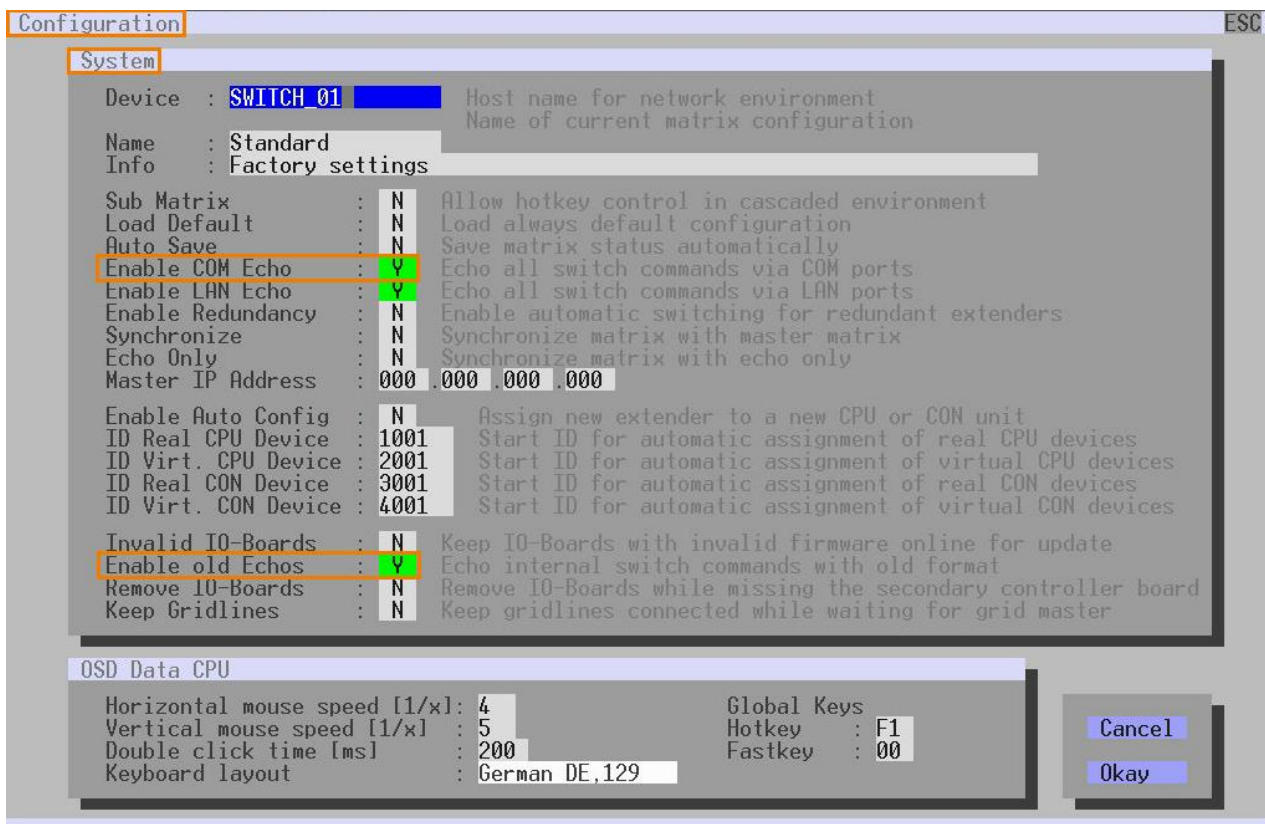 Configuration ESC
System
Device : SWITCH_01 Host name for network environment
Name of current matrix configuration
Name : Standard
Info : Factory settings
Sub Matrix : N Allow hotkey control in cascaded environment
Load Default : N Load always default configuration
Auto Save : N Save matrix status automatically
Enable COM Echo : Y Echo all switch commands via COM ports
Enable LAN Echo : Y Echo all switch commands via LAN ports
Enable Redundancy : N Enable automatic switching for redundant extenders
Synchronize : N Synchronize matrix with master matrix
Echo Only : N Synchronize matrix with echo only
Master IP Address : 000 .000 .000 .000
Enable Auto Config : N Assign new extender to a new CPU or CON unit
ID Real CPU Device : 1001 Start ID for automatic assignment of real CPU devices
ID Virt. CPU Device : 2001 Start ID for automatic assignment of virtual CPU devices
ID Real CON Device : 3001 Start ID for automatic assignment of real CON devices
ID Virt. CON Device : 4001 Start ID for automatic assignment of virtual CON devices
Invalid IO-Boards : N Keep IO-Boards with invalid firmware online for update
Enable old Echos : Y Echo internal switch commands with old format
Remove IO-Boards : N Remove IO-Boards while missing the secondary controller board
Keep Gridlines : N Keep gridlines connected while waiting for grid master
OSD Data CPU
Horizontal mouse speed [1/x]: 4 Global Keys
Vertical mouse speed [1/x] : 5 Hotkey : F1
Double click time [ms] : 200 Fastkey : 00
Keyboard layout : German DE,129
Cancel
Okay